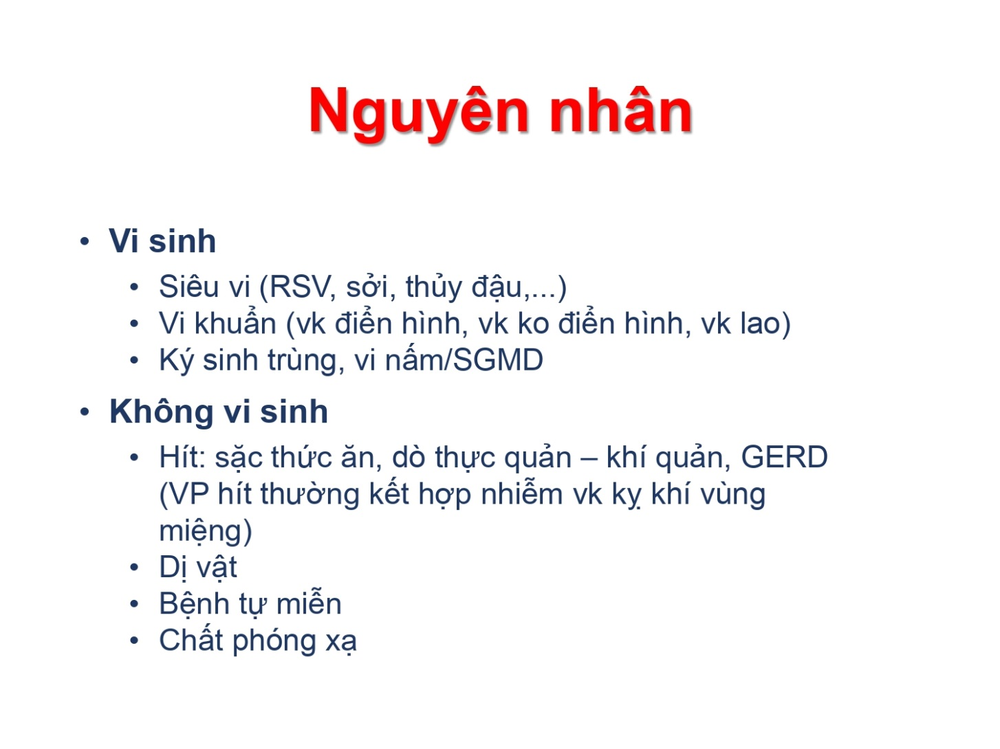 Nguyên nhân
• Vi sinh
• Siêu vi (RSV, sởi, thủy đậu,...)
• Vi khuẩn (vk điển hình, vk ko điển hình, vk lao)
• Ký sinh trùng, vi nấm/SGMD
• Không vi sinh
• Hít: sặc thức ăn, dò thực quản – khí quản, GERD
(VP hít thường kết hợp nhiễm vk kỵ khí vùng
miệng)
• Dị vật
• Bệnh tự miễn
• Chất phóng xạ